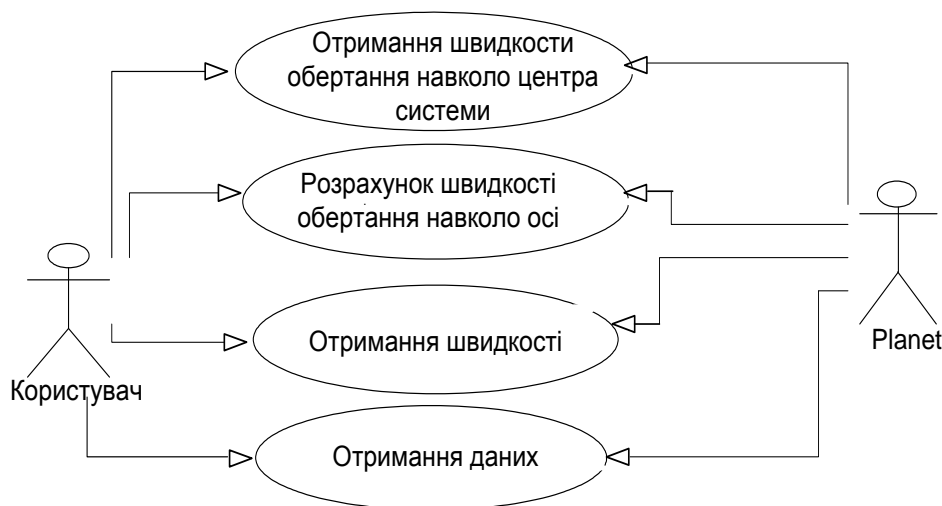 Отримання швидкости
обертання навколо центра
системи
Розрахунок швидкості
обертання навколо осі
Отримання швидкості
Planet
Користувач
Отримання даних